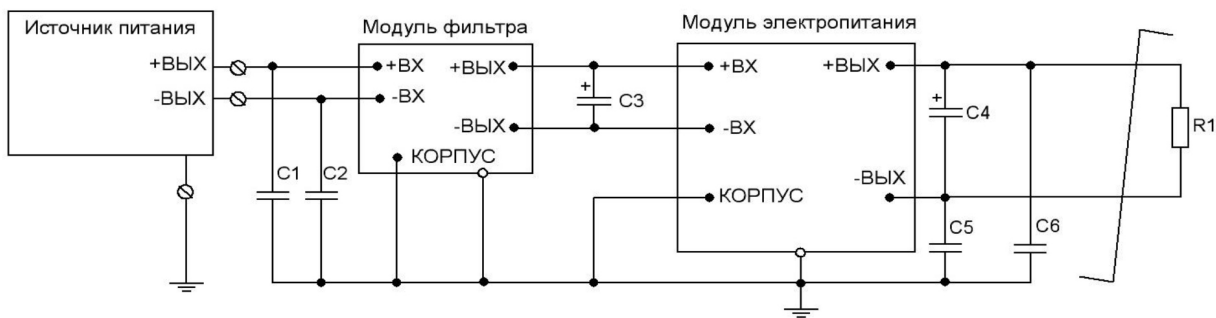 Источник питания
+ВЫХ
-ВЫХ
Модуль фильтра
+ВХ
-ВХ
+ВЫХ
-ВЫХ
КОРПУС
Модуль электропитания
+ВХ
-ВХ
КОРПУС
+ВЫХ
-ВЫХ
C1
C2
+
C3
+
C4
C5
C6
R1